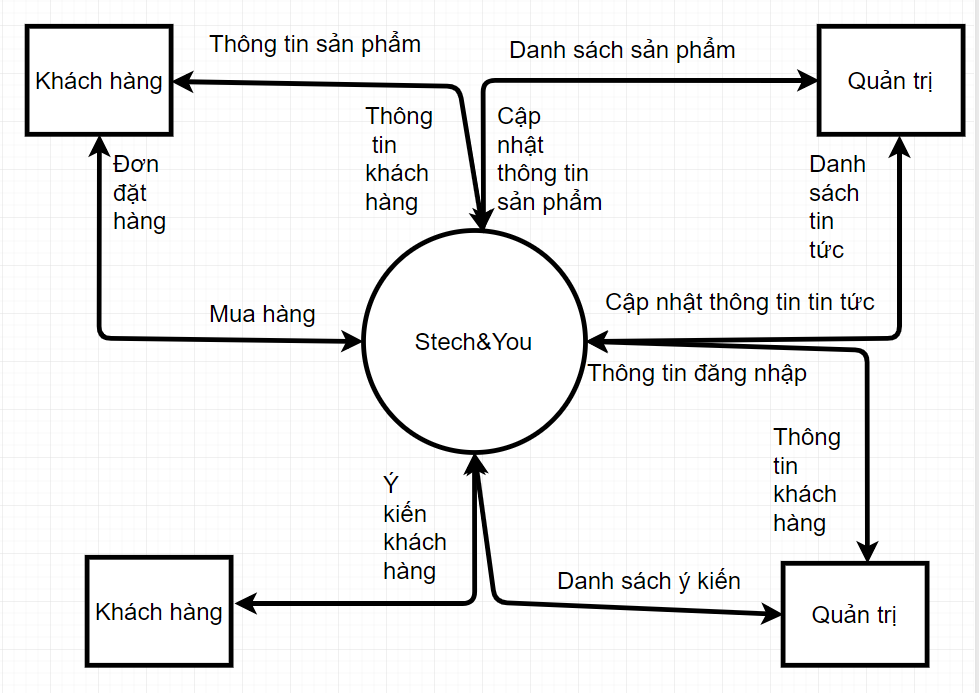 Thông tin sản phẩm
Danh sách sản phẩm
Khách hàng
Quản trị
Thông
tin
khách
hàng
Cập
nhật
thông tin
sản phẩm
Đơn
đặt
hàng
Danh
sách
tin
tức
Mua hàng
Cập nhật thông tin tin tức
Stech&You
Thông tin đăng nhập
Thông
tin
khách
hàng
Ý
kiến
khách
hàng
Danh sách ý kiến
Khách hàng
Quản trị